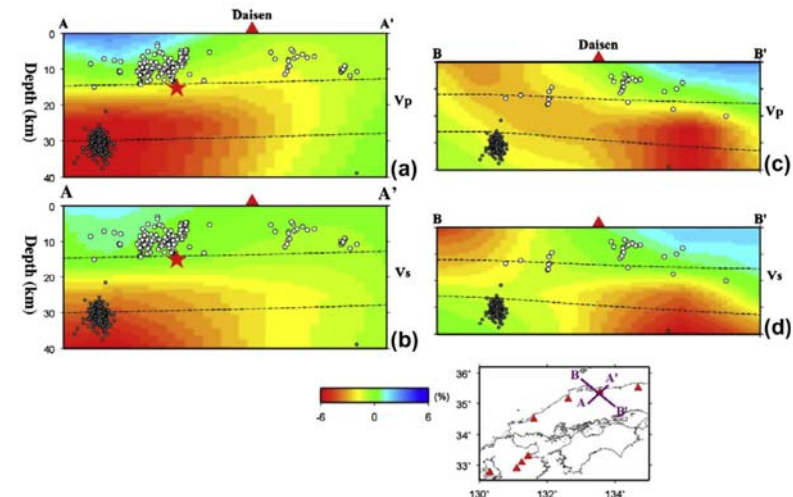 Daisen
A A'
0
10
20
30
40
Depth (km)
Vp
(a)
A A'
0
10
20
30
40
Depth (km)
Vs
(b)
Daisen
B B'
Vp
(c)
B B'
Vs
(d)
-6 0 6 (%)
36°
35°
34°
33°
130° 132° 134°
B A'
A B'